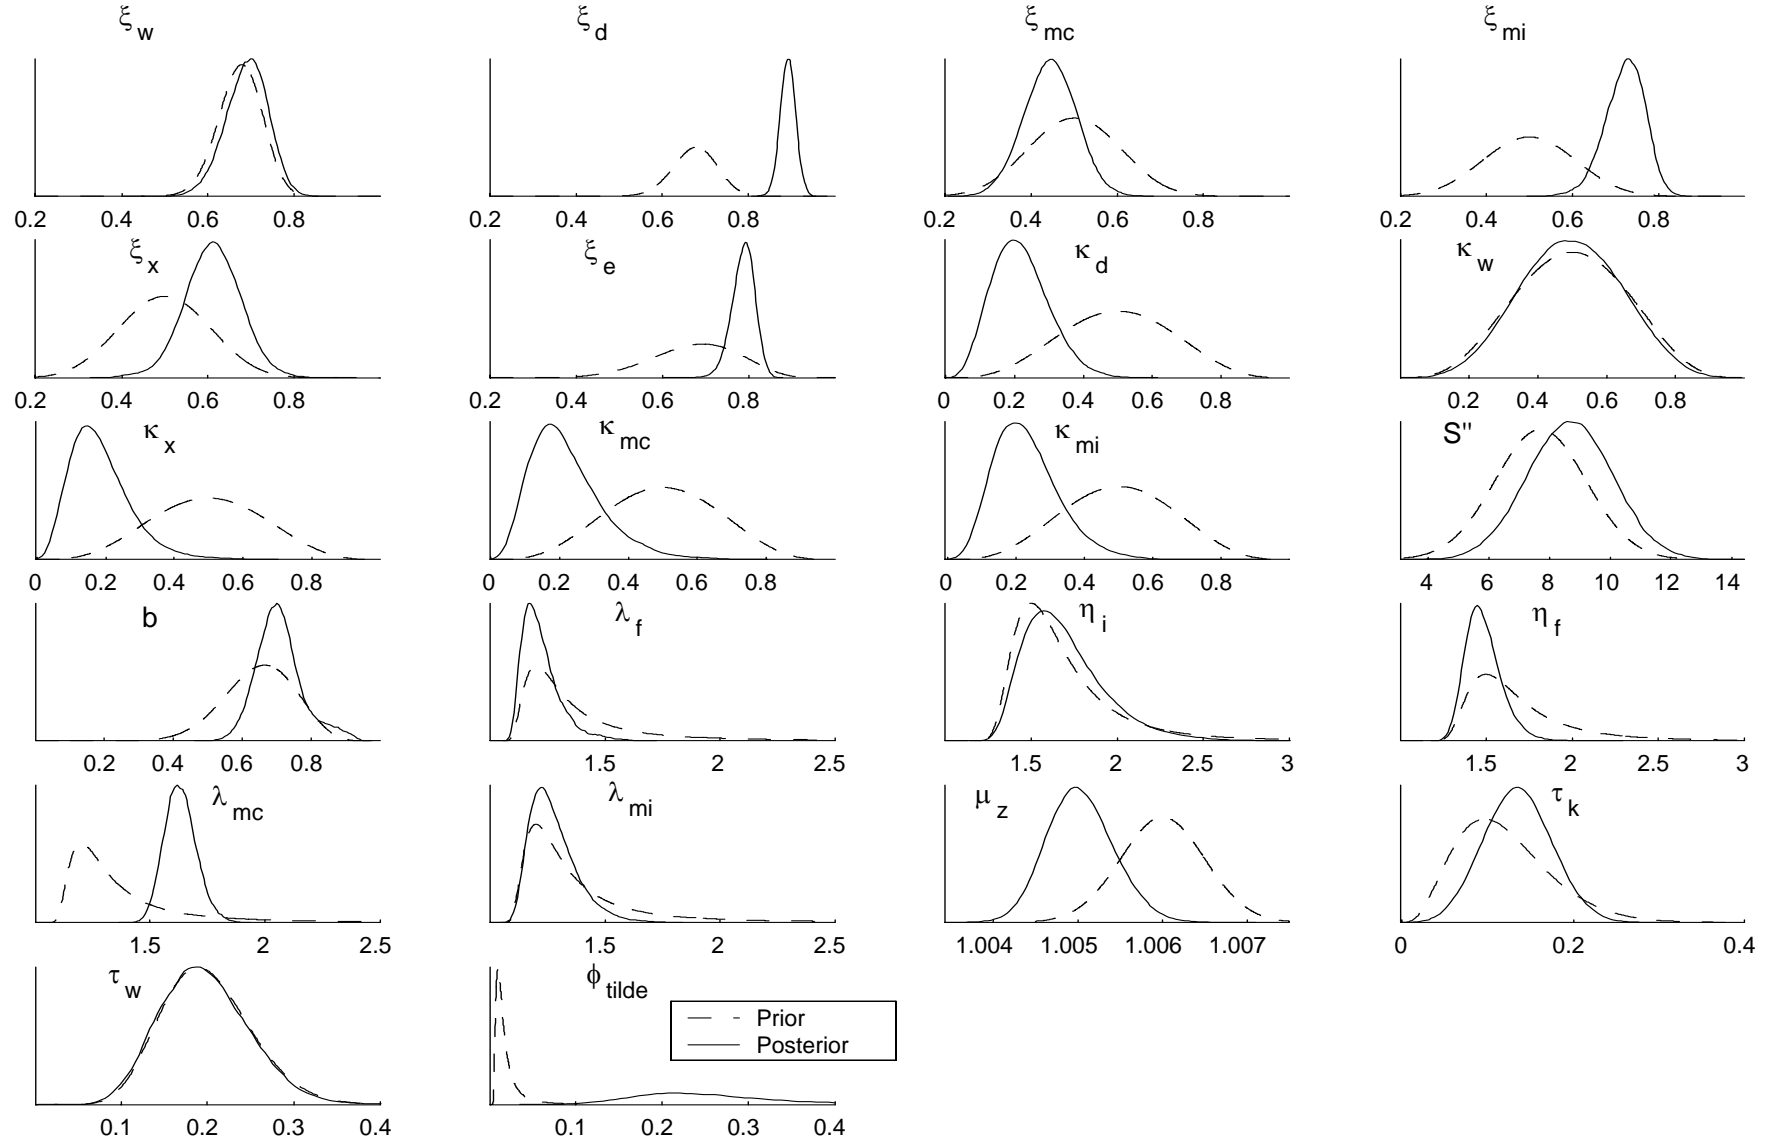 ξ w ξ d ξ mc ξ mi
0.2 0.4 0.6 0.8 0.2 0.4 0.6 0.8 0.2 0.4 0.6 0.8 0.2 0.4 0.6 0.8
ξ x ξ e κ d κ w
0.2 0.4 0.6 0.8 0.2 0.4 0.6 0.8 0 0.2 0.4 0.6 0.8 0.2 0.4 0.6 0.8
κ x κ mc κ mi S''
0 0.2 0.4 0.6 0.8 0 0.2 0.4 0.6 0.8 0 0.2 0.4 0.6 0.8 4 6 8 10 12 14
b λ f η i η f
0.2 0.4 0.6 0.8 1.5 2 2.5 1.5 2 2.5 3 1.5 2 2.5 3
λ mc λ mi μ z τ k
1.5 2 2.5 1.5 2 2.5 1.004 1.005 1.006 1.007 0 0.2 0.4
τ w ϕ tilde
Prior
Posterior
0.1 0.2 0.3 0.4 0.1 0.2 0.3 0.4